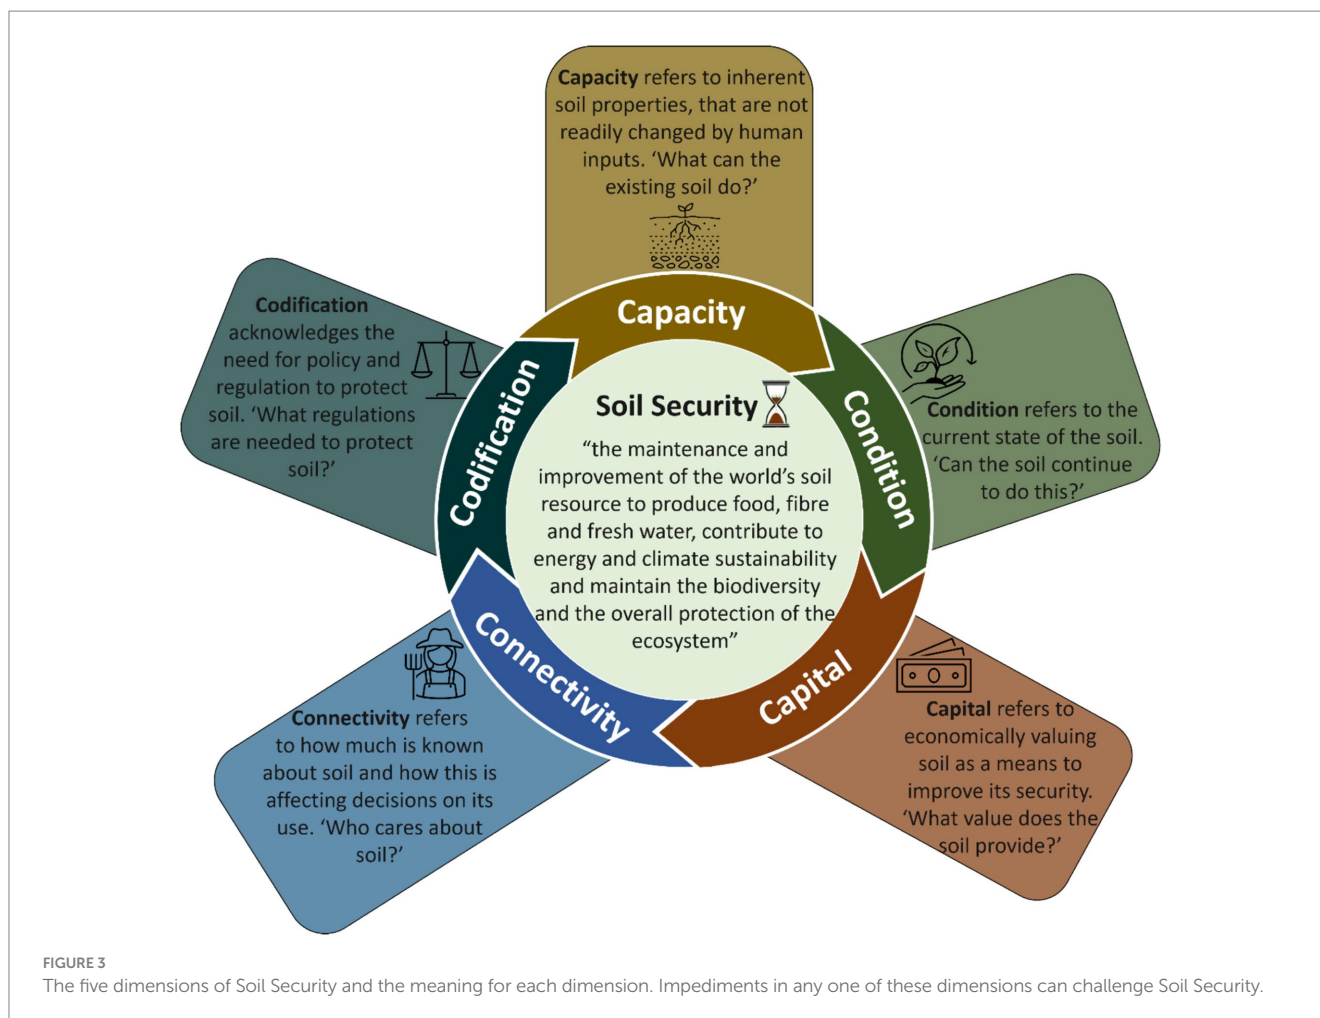 Capacity refers to inherent
soil properties, that are not
readily changed by human
inputs. ‘What can the
existing soil do?’
Capacity
Codification
acknowledges the
need for policy and
regulation to protect
soil. ‘What regulations
are needed to protect
soil?’
Codification
Condition
Condition refers to the
current state of the soil.
‘Can the soil continue
to do this?’
Soil Security
“the maintenance and
improvement of the world’s soil
resource to produce food, fibre
and fresh water, contribute to
energy and climate sustainability
and maintain the biodiversity
and the overall protection of the
ecosystem”
Connectivity
Capital
Connectivity refers
to how much is known
about soil and how this is
affecting decisions on its
use. ‘Who cares about
soil?’
Capital refers to
economically valuing
soil as a means to
improve its security.
‘What value does the
soil provide?’
FIGURE 3
The five dimensions of Soil Security and the meaning for each dimension. Impediments in any one of these dimensions can challenge Soil Security.